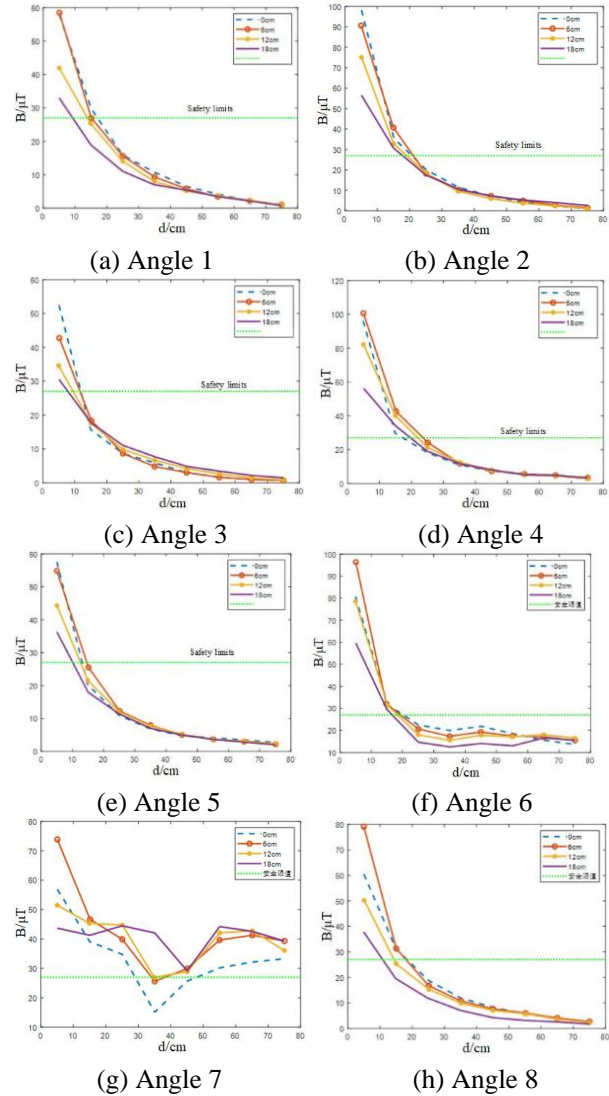 60
50
40
30
20
10
0
B/μT
0 10 20 30 40 50 60 70 80
d/cm
0cm
6cm
12cm
18cm
Safety limits
(a) Angle 1
100
90
80
70
60
50
40
30
20
10
0
B/μT
0 10 20 30 40 50 60 70 80
d/cm
0cm
6cm
12cm
18cm
Safety limits
(b) Angle 2
60
50
40
30
20
10
0
B/μT
0 10 20 30 40 50 60 70 80
d/cm
0cm
6cm
12cm
18cm
Safety limits
(c) Angle 3
120
100
80
60
40
20
0
B/μT
0 10 20 30 40 50 60 70 80
d/cm
0cm
6cm
12cm
18cm
Safety limits
(d) Angle 4
60
50
40
30
20
10
0
B/μT
0 10 20 30 40 50 60 70 80
d/cm
0cm
6cm
12cm
18cm
Safety limits
(e) Angle 5
100
90
80
70
60
50
40
30
20
10
B/μT
0 10 20 30 40 50 60 70 80
d/cm
0cm
6cm
12cm
18cm
安全限值
(f) Angle 6
80
70
60
50
40
30
20
10
B/μT
0 10 20 30 40 50 60 70 80
d/cm
0cm
6cm
12cm
18cm
安全限值
(g) Angle 7
80
70
60
50
40
30
20
10
0
B/μT
0 10 20 30 40 50 60 70 80
d/cm
0cm
6cm
12cm
18cm
安全限值
(h) Angle 8